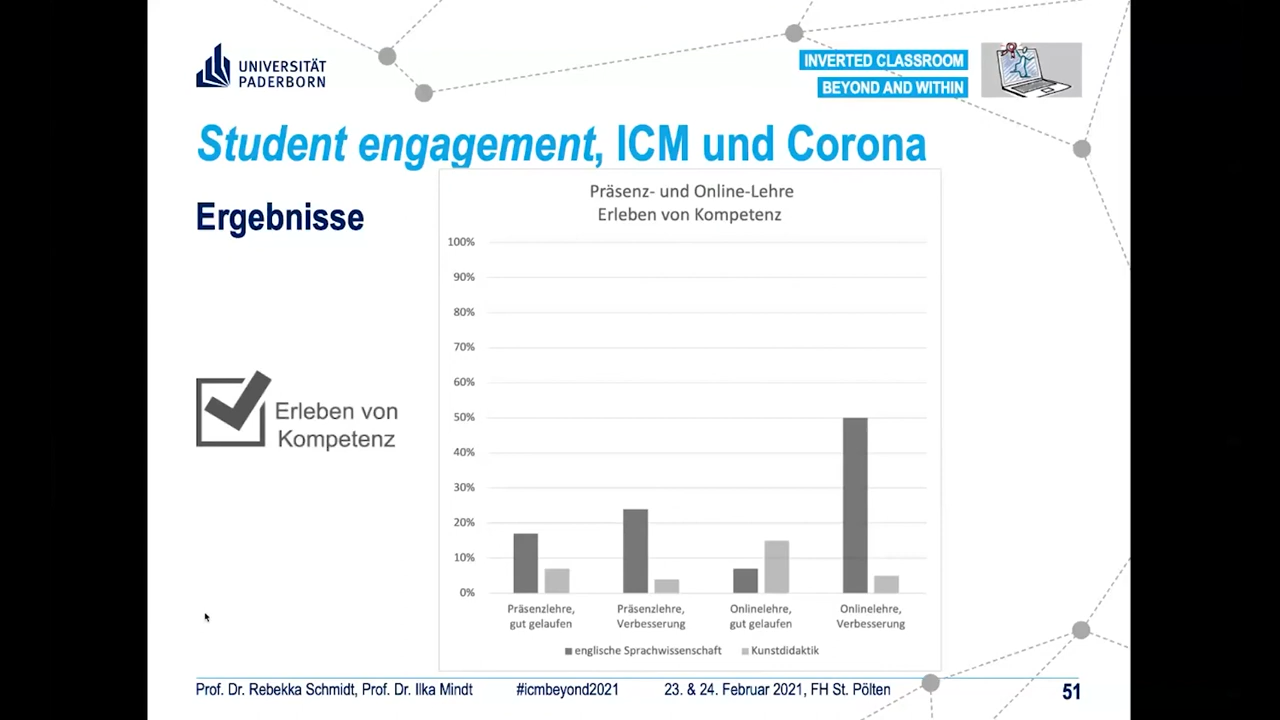 UNIVERSITÄT
PADERBORN
INVERTED CLASSROOM
BEYOND AND WITHIN
Student engagement, ICM und Corona
Ergebnisse
Präsenz- und Online-Lehre
Erleben von Kompetenz
100%
90%
80%
70%
60%
50%
40%
30%
20%
10%
0%
Erleben von
Kompetenz
Präsenzlehre,
gut gelaufen
Präsenzlehre,
Verbesserung
Onlinelehre,
gut gelaufen
Onlinelehre,
Verbesserung
englische Sprachwissenschaft
Kunstdidaktik
Prof. Dr. Rebekka Schmidt, Prof. Dr. Ilka Mindt
#icmbeyond2021
23. & 24. Februar 2021, FH St. Pölten
51